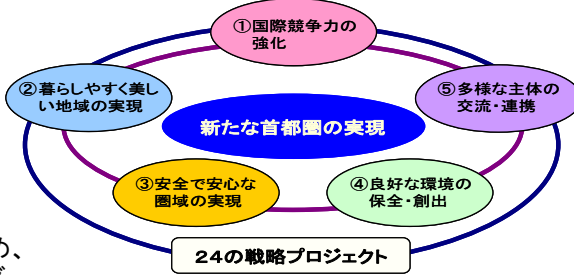 ①国際競争力の
強化
②暮らしやすく美し
い地域の実現
⑤多様な主体の
交流・連携
新たな首都圏の実現
③安全で安心な
圏域の実現
④良好な環境の
保全・創出
24の戦略プロジェクト
め、